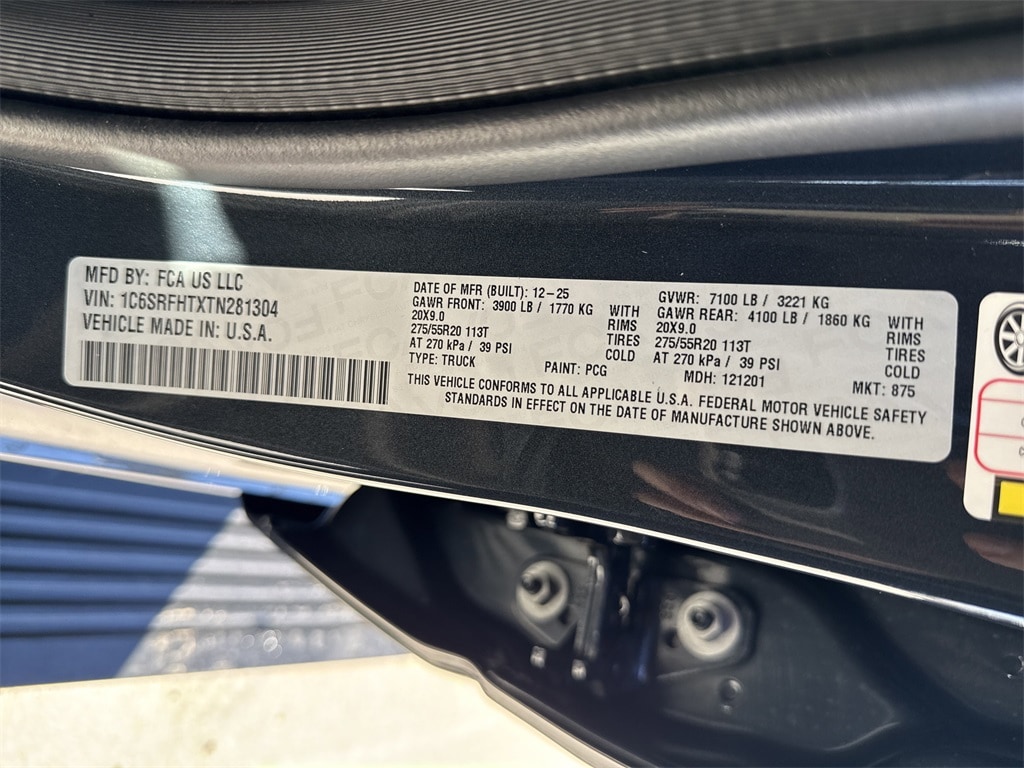 MFD BY: FCA US LLC
VIN: 1C6SRFHTXTN281304
VEHICLE MADE IN: U.S.A.
DATE OF MFR (BUILT): 12-25
GAWR FRONT: 3900 LB / 1770 KG WITH
20X9.0 RIMS
275/55R20 113T TIRES
AT 270 kPa / 39 PSI COLD
TYPE: TRUCK PAINT: PCG
GVWR: 7100 LB / 3221 KG
GAWR REAR: 4100 LB / 1860 KG WITH
20X9.0 RIMS
275/55R20 113T TIRES
AT 270 kPa / 39 PSI COLD
MDH: 121201 MKT: 875
THIS VEHICLE CONFORMS TO ALL APPLICABLE U.S.A. FEDERAL MOTOR VEHICLE SAFETY
STANDARDS IN EFFECT ON THE DATE OF MANUFACTURE SHOWN ABOVE.